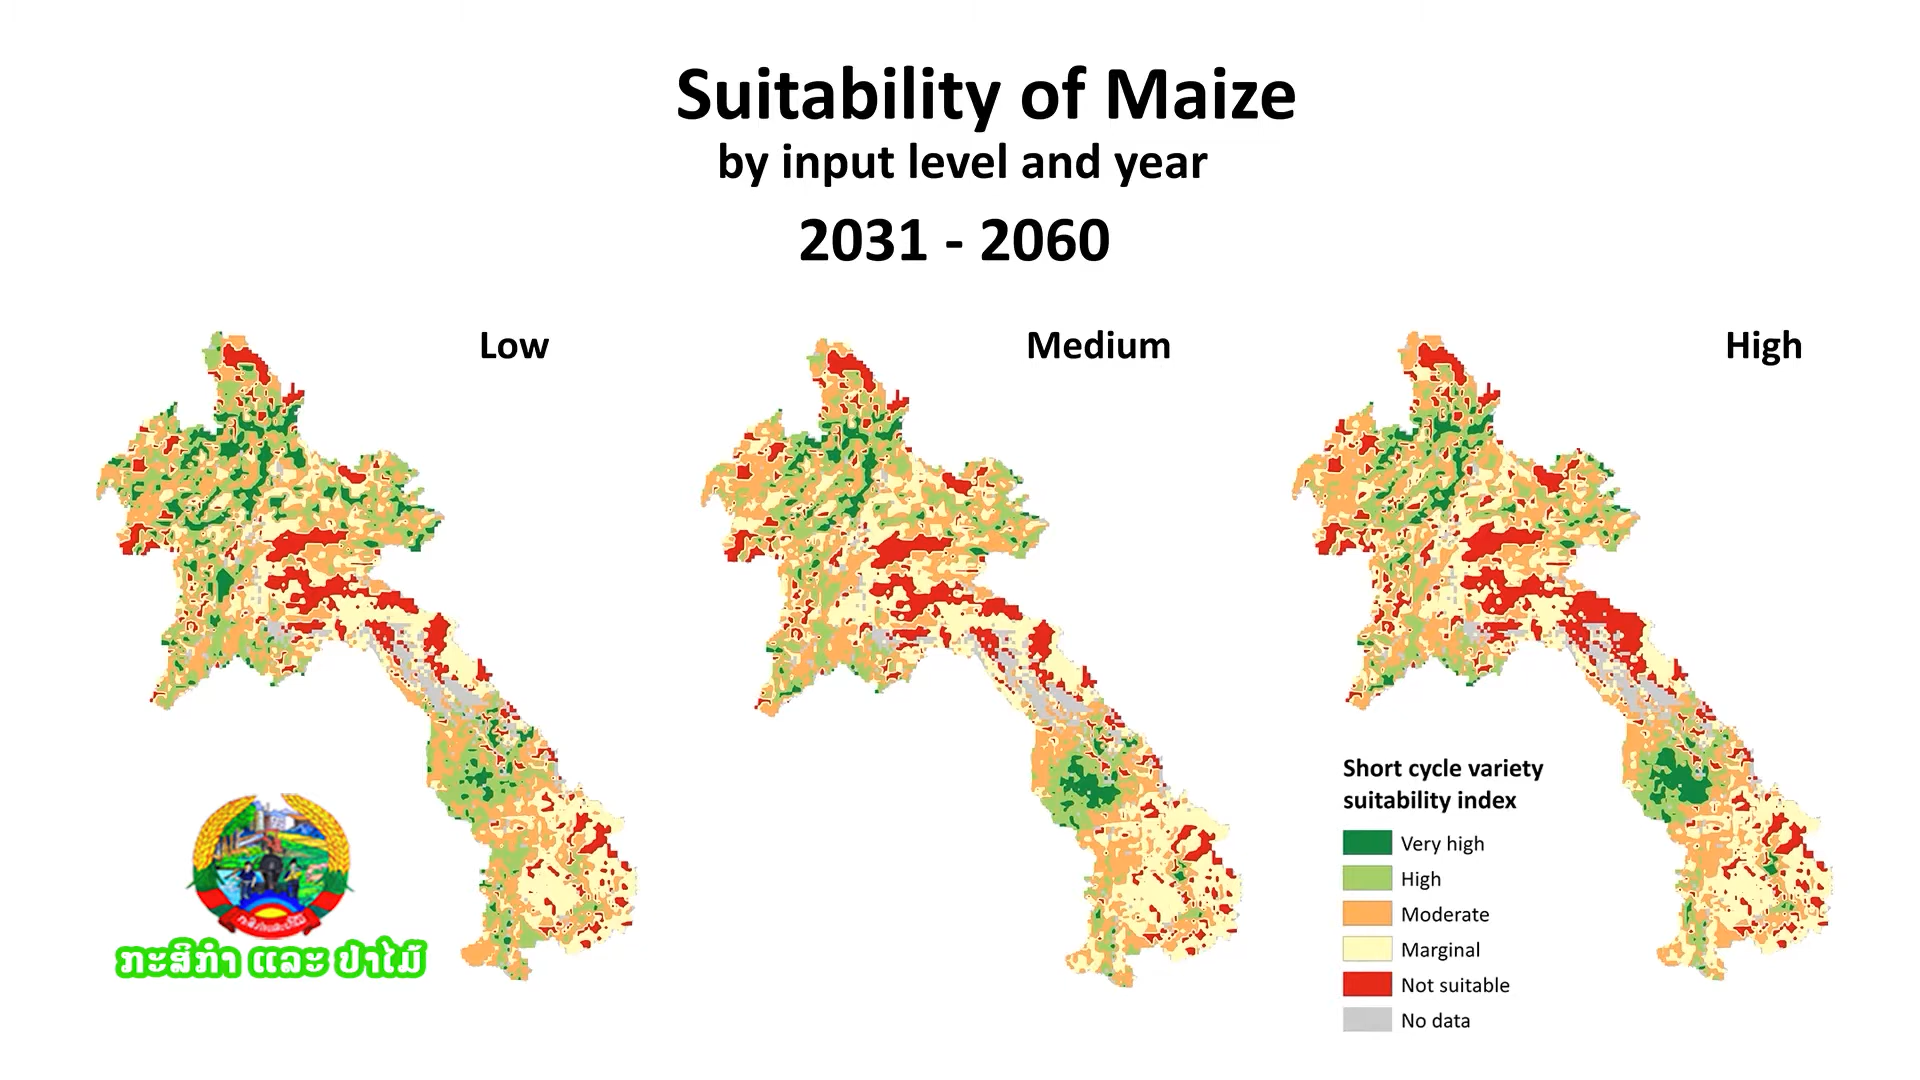 Suitability of Maize
by input level and year
2031 - 2060
Low
Medium
High
Short cycle variety
suitability index
Very high
High
Moderate
Marginal
Not suitable
No data
ກະສິກຳ ແລະ ປ່າໄມ້